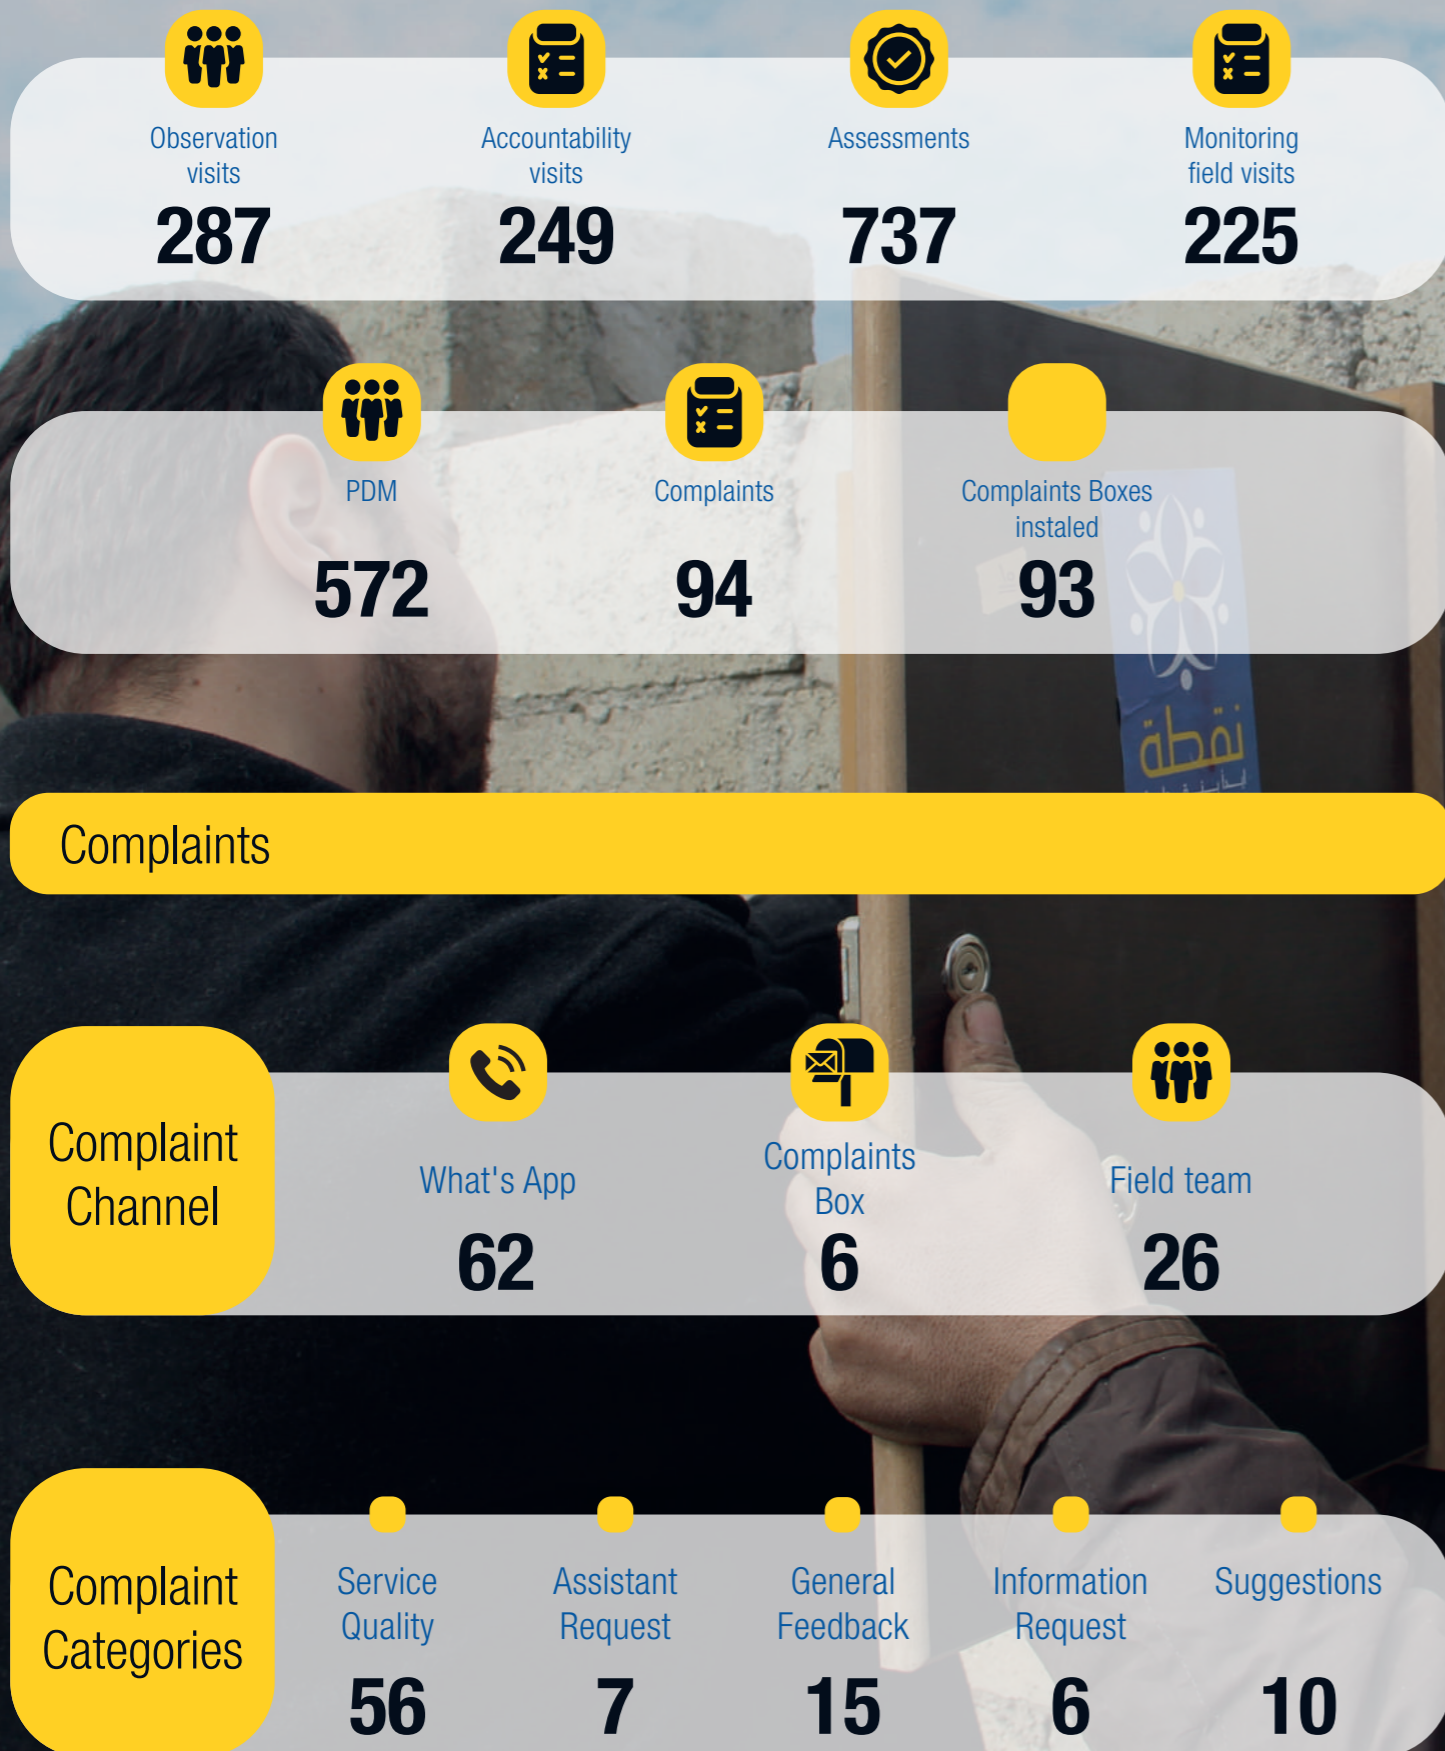 Observation
visits
287
Accountability
visits
249
Assessments
737
Monitoring
field visits
225
PDM
572
Complaints
94
Complaints Boxes
instaled
93
نقطة
Complaints
Complaint
Channel
What's App
62
Complaints
Box
6
Field team
26
Complaint
Categories
Service
Quality
56
Assistant
Request
7
General
Feedback
15
Information
Request
6
Suggestions
10